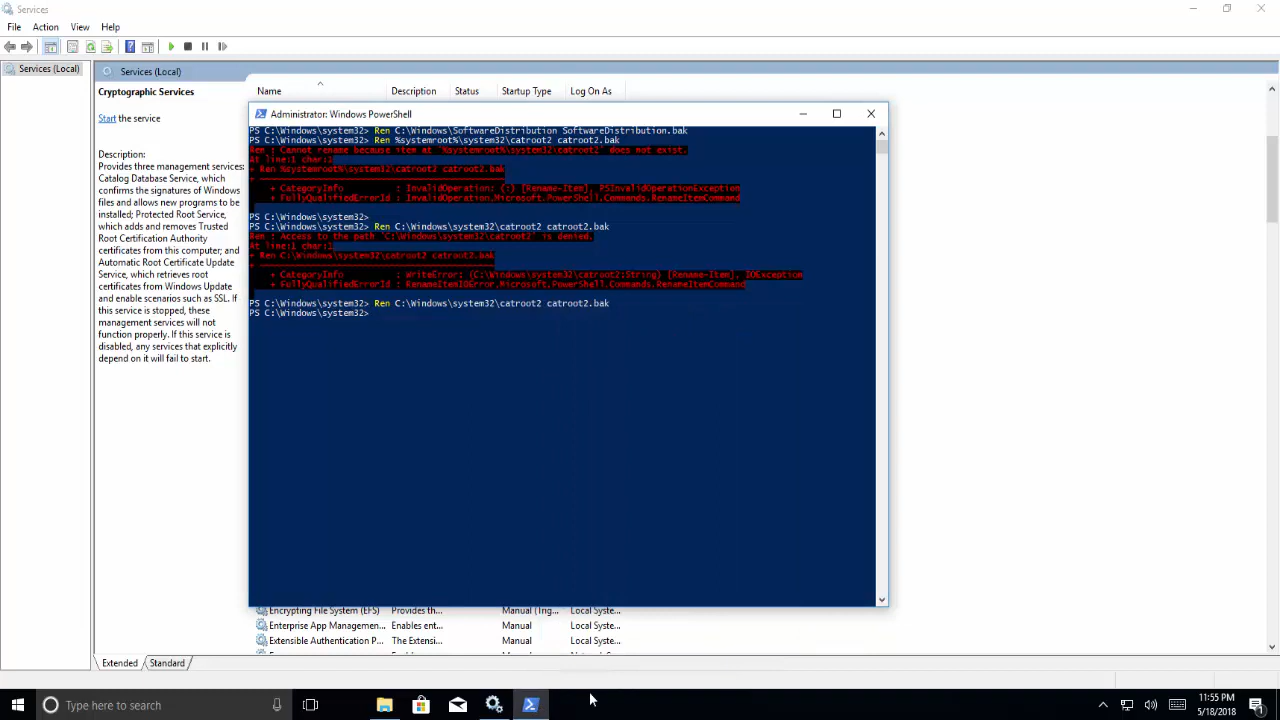 Services
File Action View Help
Services (Local)
Services (Local)
Cryptographic Services
Start the service
Description:
Provides three management services:
Catalog Database Service, which
confirms the signatures of Windows
files and allows new programs to be
installed; Protected Root Service,
which adds and removes Trusted
Root Certification Authority
certificates from this computer; and
Automatic Root Certificate Update
Service, which retrieves root
certificates from Windows Update
and enable scenarios such as SSL. If
this service is stopped, these
management services will not
function properly. If this service is
disabled, any services that explicitly
depend on it will fail to start.
Name Description Status Startup Type Log On As
Administrator: Windows PowerShell
PS C:\Windows\system32> Ren C:\Windows\SoftwareDistribution SoftwareDistribution.bak
PS C:\Windows\system32> Ren %systemroot%\system32\catroot2 catroot2.bak
Ren : Cannot rename because item at '%systemroot%\system32\catroot2' does not exist.
At line:1 char:1
+ Ren %systemroot%\system32\catroot2 catroot2.bak
+ CategoryInfo : InvalidOperation: (:) [Rename-Item], PSInvalidOperationException
+ FullyQualifiedErrorId : InvalidOperation,Microsoft.PowerShell.Commands.RenameItemCommand
PS C:\Windows\system32>
PS C:\Windows\system32> Ren C:\Windows\system32\catroot2 catroot2.bak
Ren : Access to the path 'C:\Windows\system32\catroot2' is denied.
At line:1 char:1
+ Ren C:\Windows\system32\catroot2 catroot2.bak
+ CategoryInfo : WriteError: (C:\Windows\system32\catroot2:String) [Rename-Item], IOException
+ FullyQualifiedErrorId : RenameItemIOError,Microsoft.PowerShell.Commands.RenameItemCommand
PS C:\Windows\system32> Ren C:\Windows\system32\catroot2 catroot2.bak
PS C:\Windows\system32>
Encrypting File System (EFS) Provides th... Manual (Trig... Local Syste...
Enterprise App Managemen... Enables ent... Manual Local Syste...
Extensible Authentication P... The Extensi... Manual Local Syste...
Extended Standard
Type here to search
11:55 PM
5/18/2018